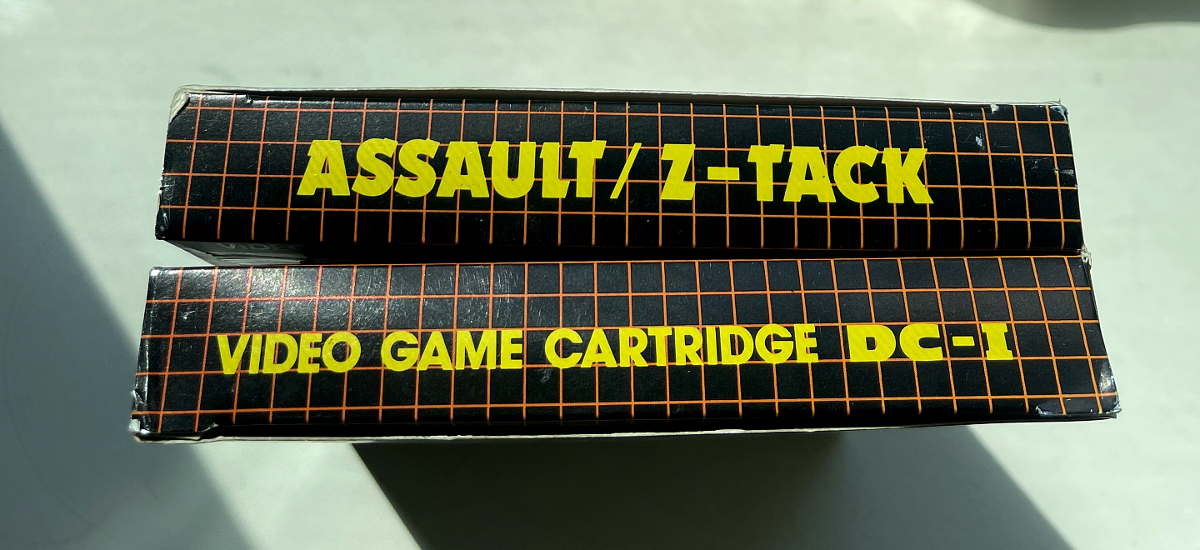 ASSAULT / Z-TACK
VIDEO GAME CARTRIDGE DC-I